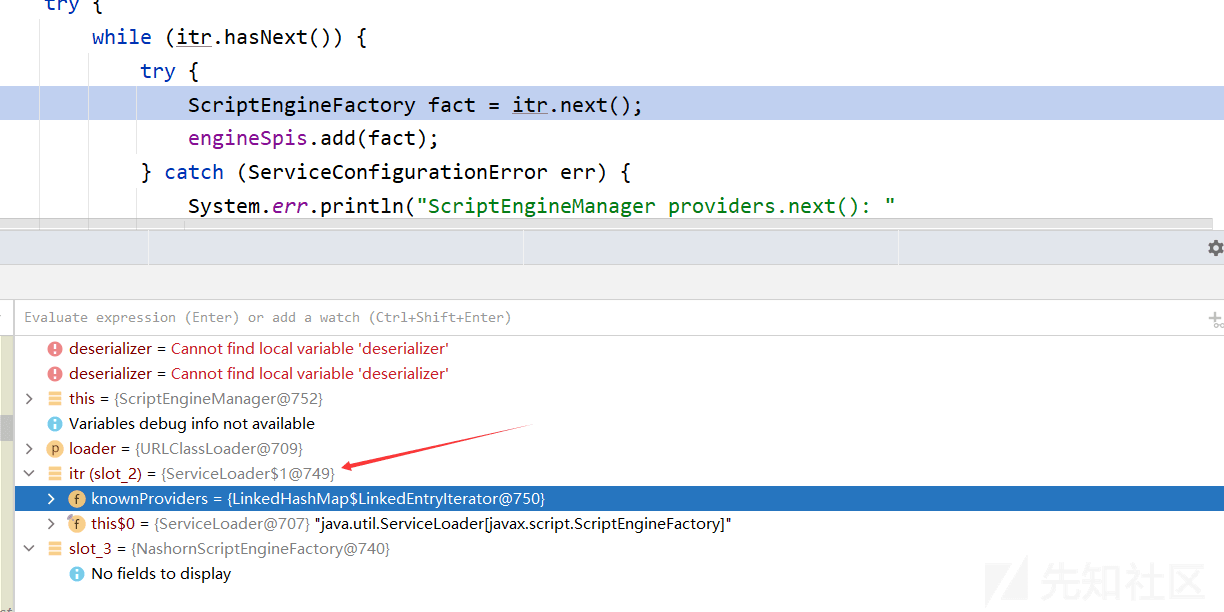 try {
while (itr.hasNext()) {
try {
ScriptEngineFactory fact = itr.next();
engineSpis.add(fact);
} catch (ServiceConfigurationError err) {
System.err.println("ScriptEngineManager providers.next(): "
Evaluate expression (Enter) or add a watch (Ctrl+Shift+Enter)
deserializer = Cannot find local variable 'deserializer'
deserializer = Cannot find local variable 'deserializer'
this = {ScriptEngineManager@752}
Variables debug info not available
p loader = {URLClassLoader@709}
itr (slot_2) = {ServiceLoader$1@749}
f knownProviders = {LinkedHashMap$LinkedEntryIterator@750}
f this$0 = {ServiceLoader@707} "java.util.ServiceLoader[javax.script.ScriptEngineFactory]"
slot_3 = {NashornScriptEngineFactory@740}
No fields to display
先知社区